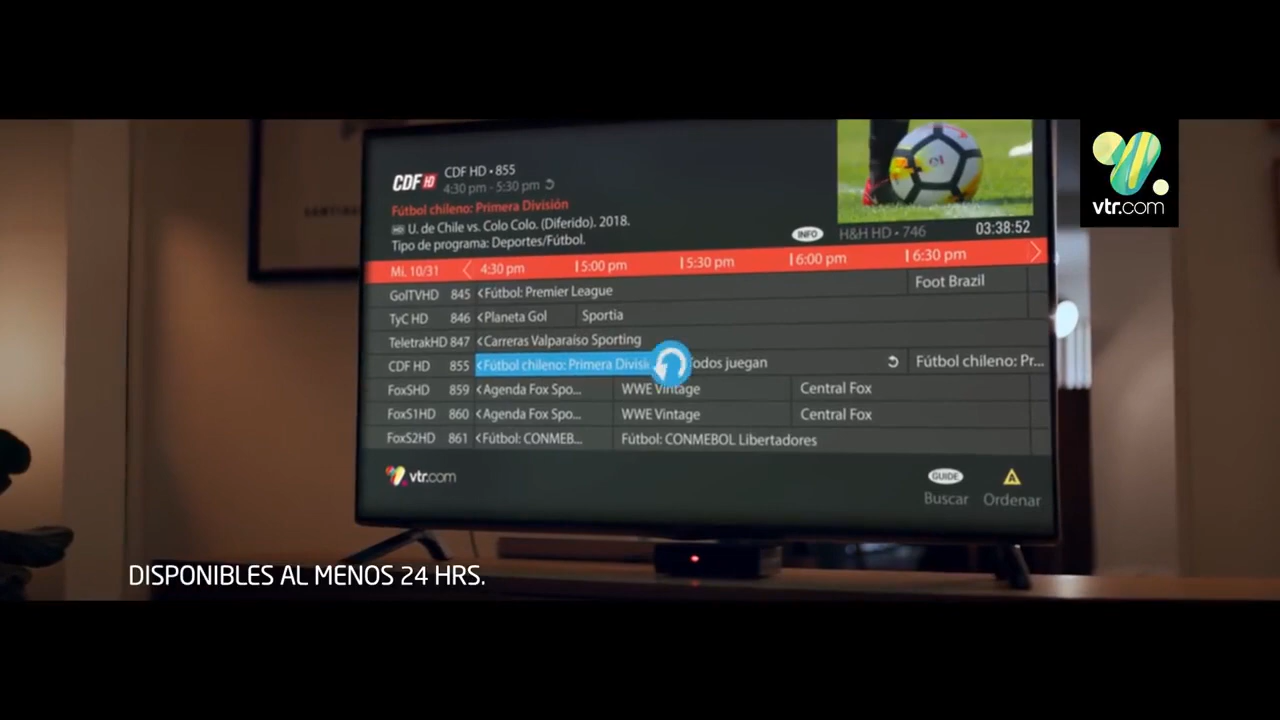 CDF HD
CDF HD • 855
4:30 pm - 5:30 pm
Fútbol chileno: Primera División
HD U. de Chile vs. Colo Colo. (Diferido). 2018.
Tipo de programa: Deportes/Fútbol.
INFO
H&H HD • 746
03:38:52
vtr.com
Mi. 10/31 4:30 pm 5:00 pm 5:30 pm 6:00 pm 6:30 pm
GolTVHD 845 <Fútbol: Premier League Foot Brazil
TyC HD 846 <Planeta Gol Sportia
TeletrakHD 847 <Carreras Valparaíso Sporting
CDF HD 855 <Fútbol chileno: Primera odos juegan Fútbol chileno: Pr...
FoxSHD 859 <Agenda Fox Spo... WWE Vintage Central Fox
FoxS1HD 860 <Agenda Fox Spo... WWE Vintage Central Fox
FoxS2HD 861 <Fútbol: CONMEB... Fútbol: CONMEBOL Libertadores
vtr.com
GUIDE A
Buscar Ordenar
DISPONIBLES AL MENOS 24 HRS.